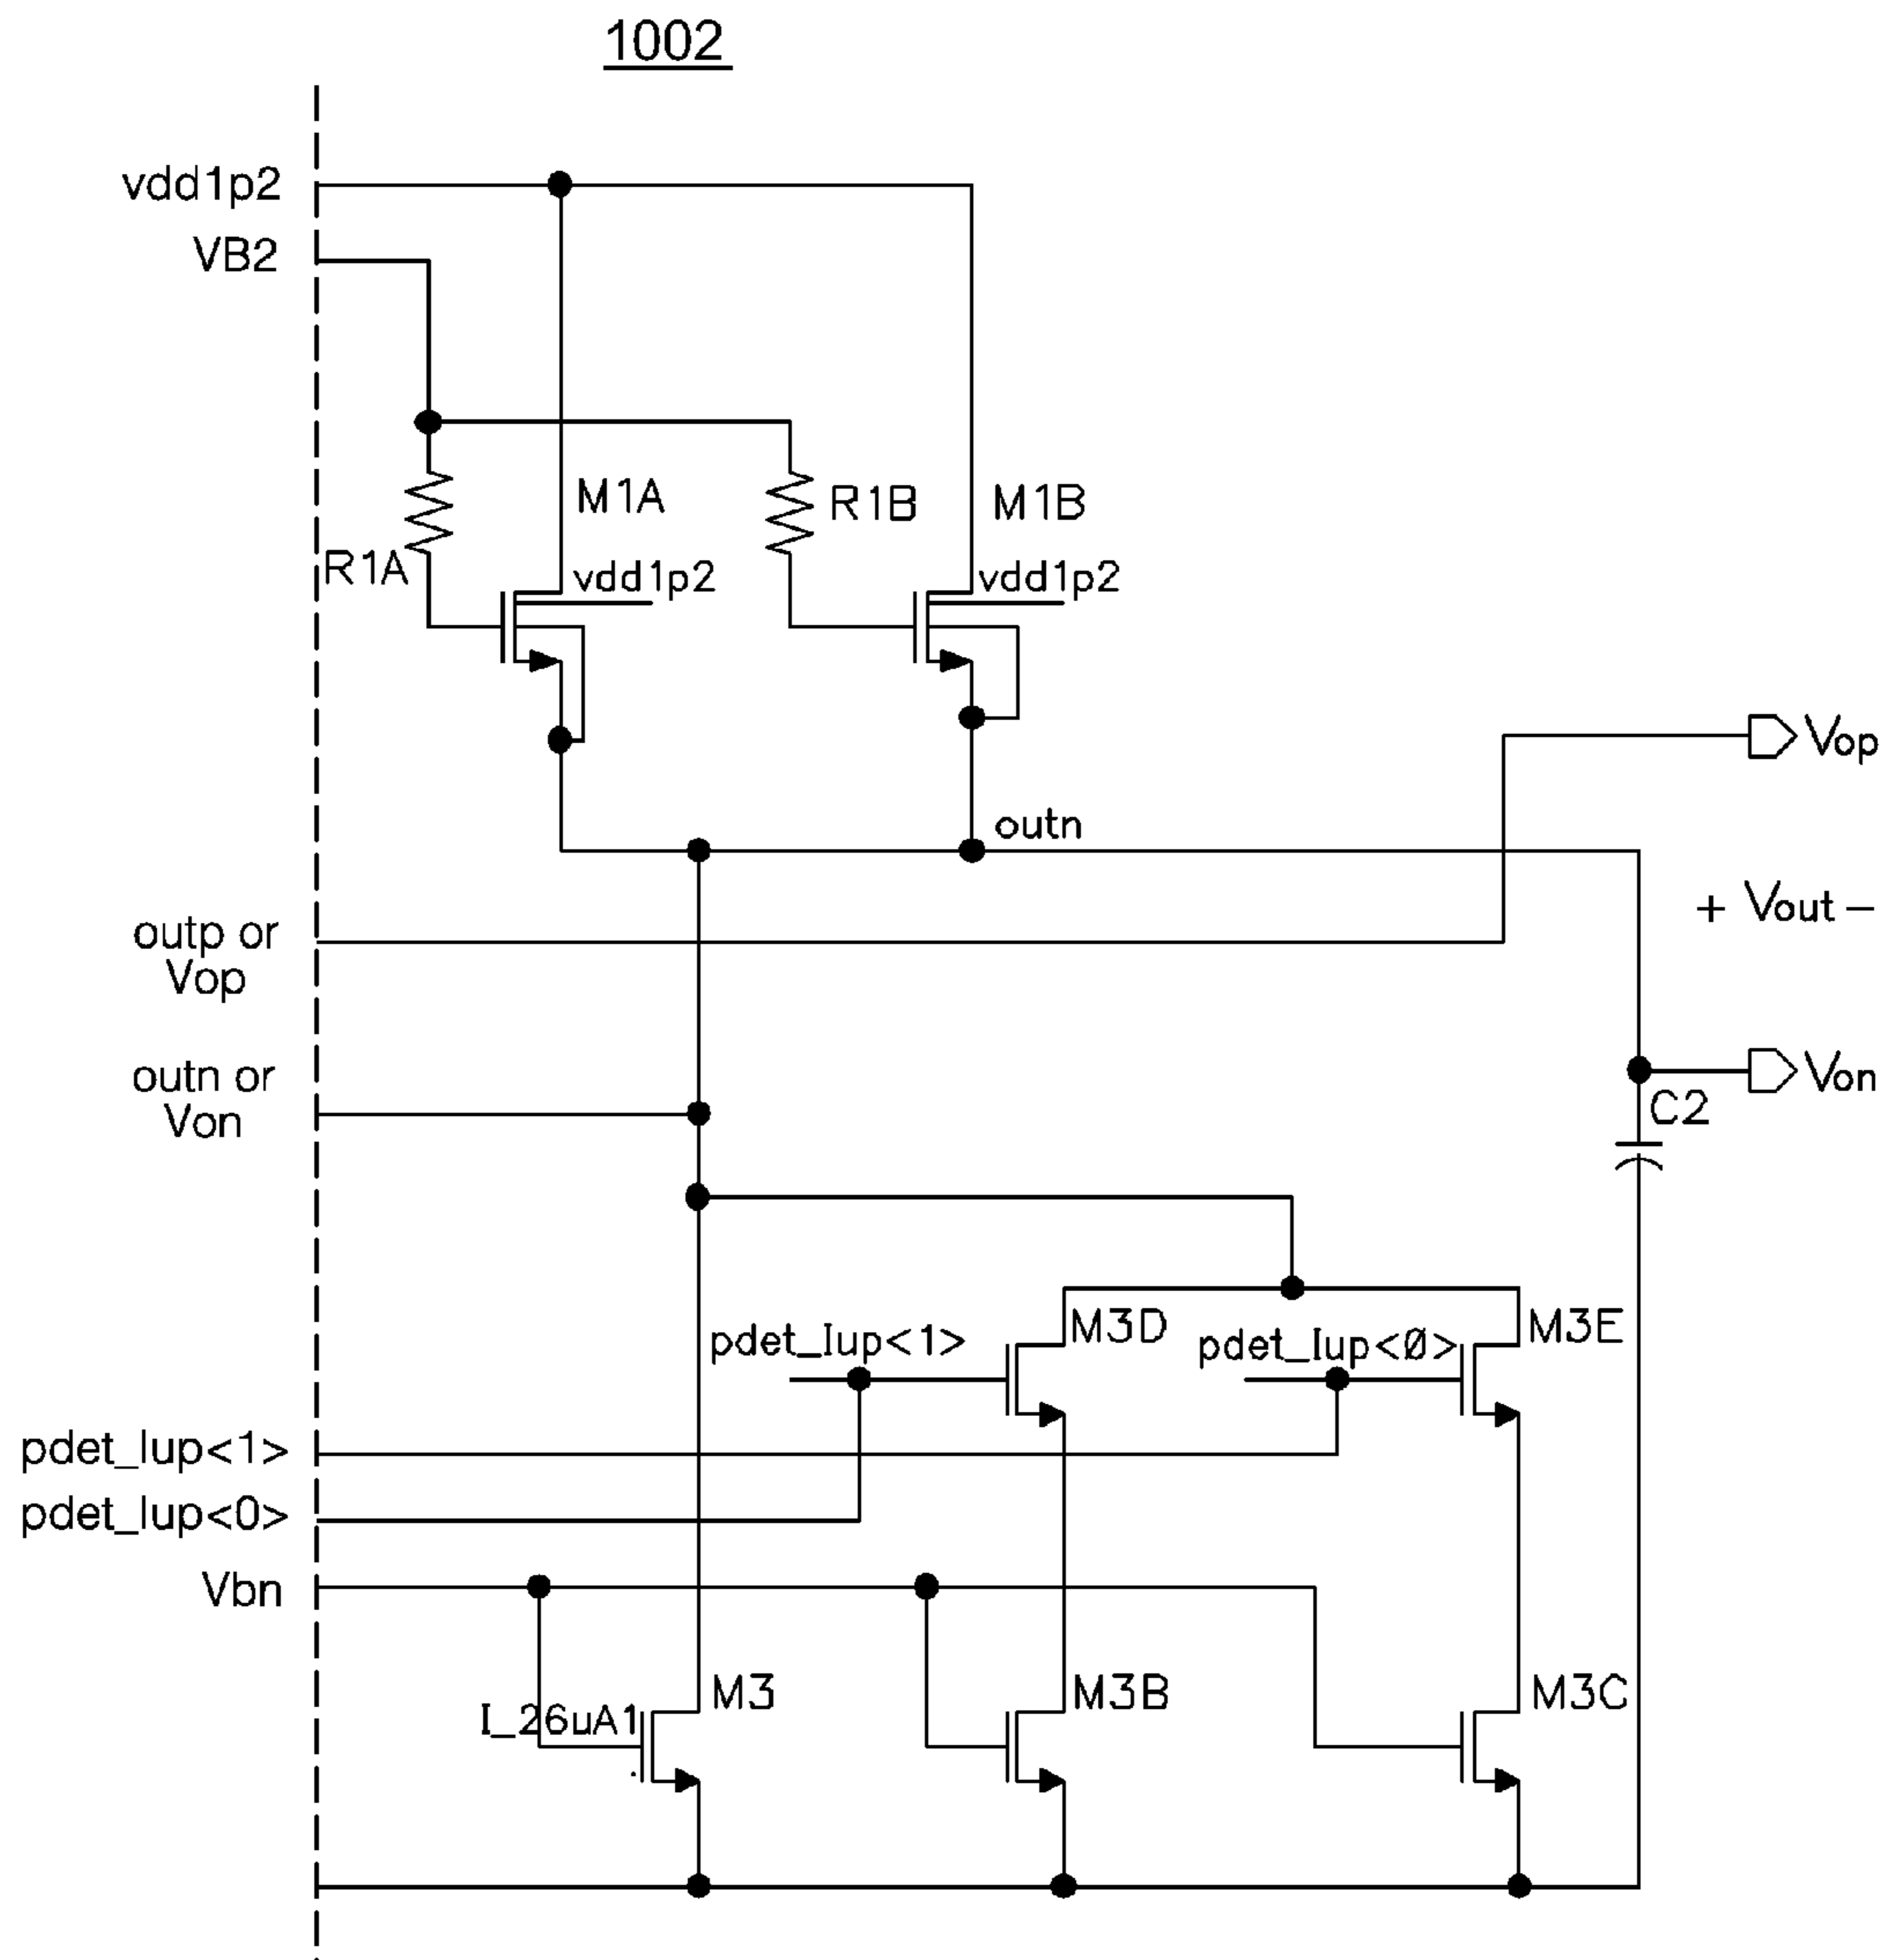 1002
vdd1p2
VB2
M1A
R1B
M1B
R1A
vdd1p2
vdd1p2
Vop
outn
+ Vout −
outp or
Vop
outn or
Von
Von
C2
M3D
M3E
pdet_Iup<1>
pdet_Iup<Ø>
pdet_Iup<1>
pdet_Iup<0>
Vbn
M3
M3B
M3C
I_26uA1